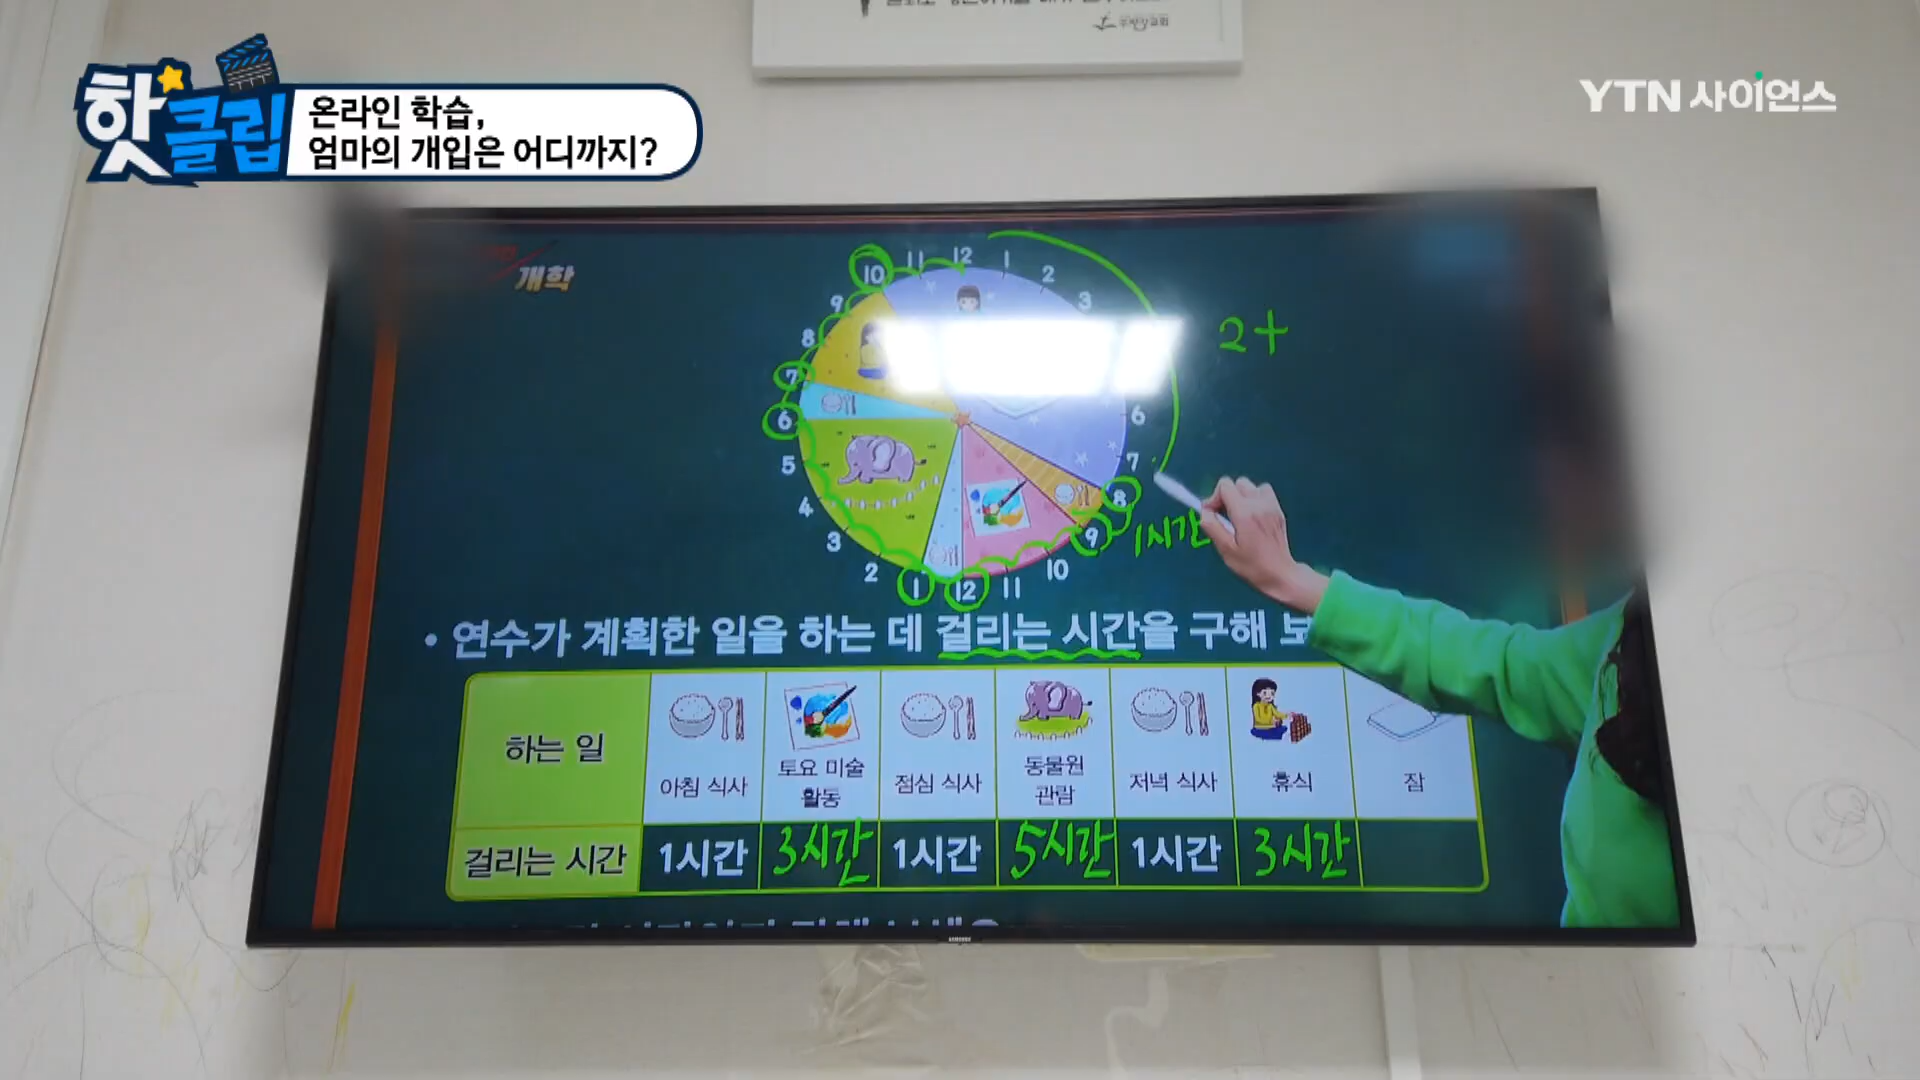 핫클립
온라인 학습,
엄마의 개입은 어디까지?
YTN 사이언스
개학
12 1 2 3 6 7 8 9 10 11 12 1 2 3 4 5 6 7 8 9 10 11
2+
1시간
• 연수가 계획한 일을 하는 데 걸리는 시간을 구해
하는 일 아침 식사 토요 미술 활동 점심 식사 동물원 관람 저녁 식사 휴식 잠
걸리는 시간 1시간 3시간 1시간 5시간 1시간 3시간
SAMSUNG